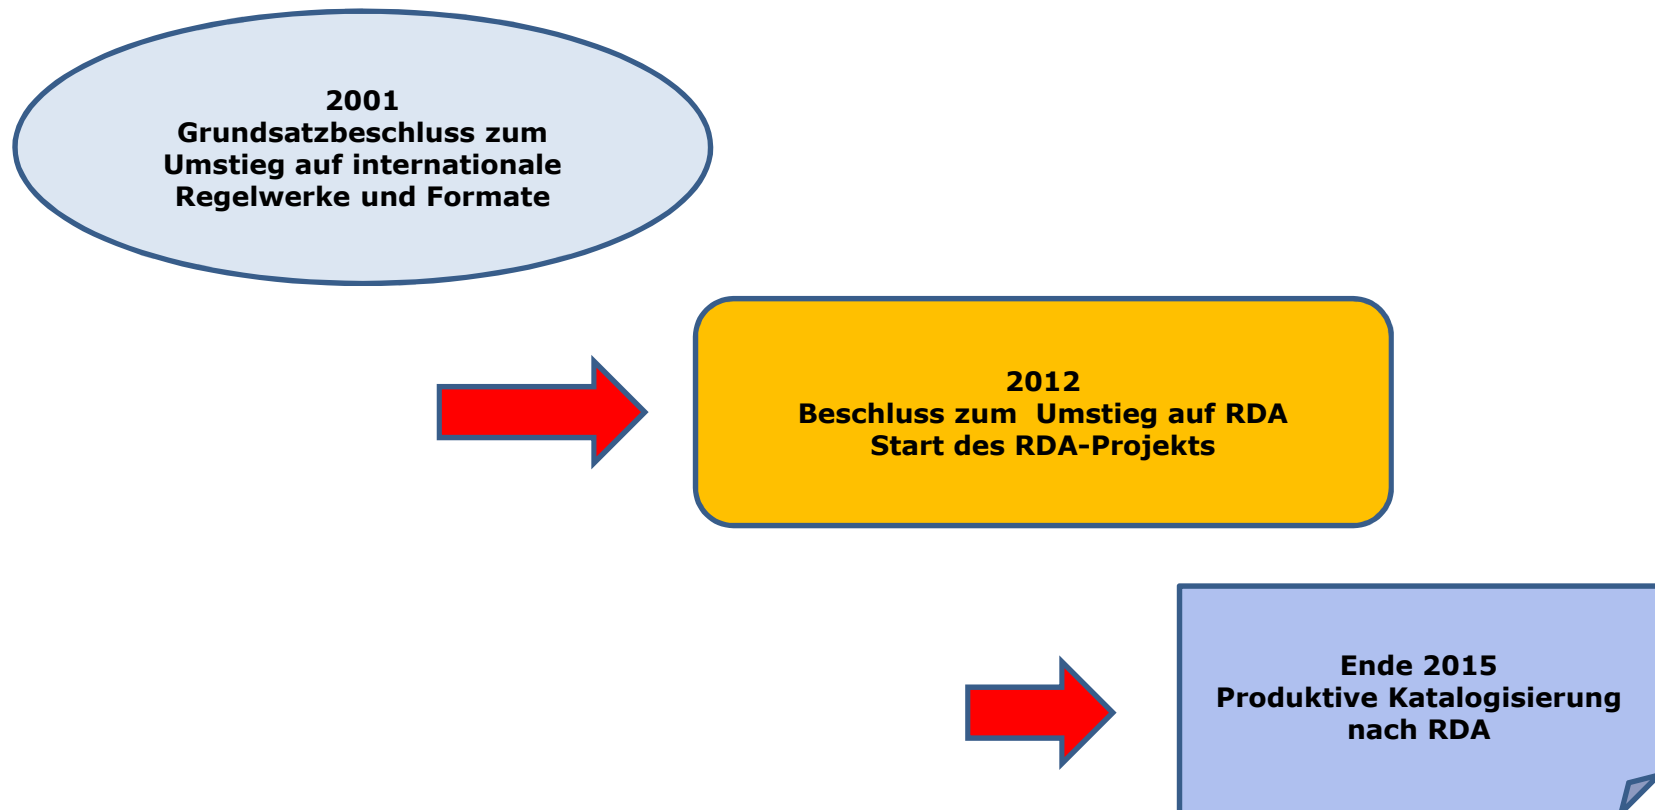 2001
Grundsatzbeschluss zum
Umstieg auf internationale
Regelwerke und Formate
2012
Beschluss zum  Umstieg auf RDA
Start des RDA-Projekts
Ende 2015
Produktive Katalogisierung
nach RDA